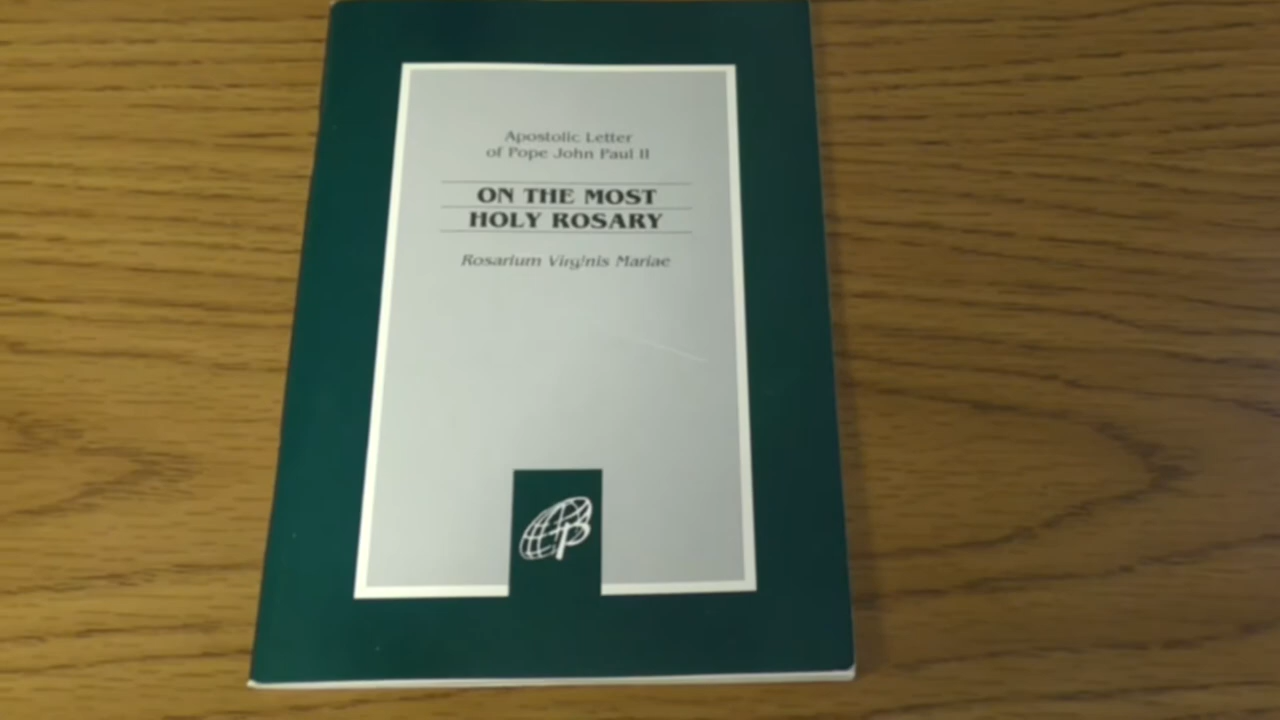 Apostolic Letter
of Pope John Paul II
ON THE MOST
HOLY ROSARY
Rosarium Virginis Mariae